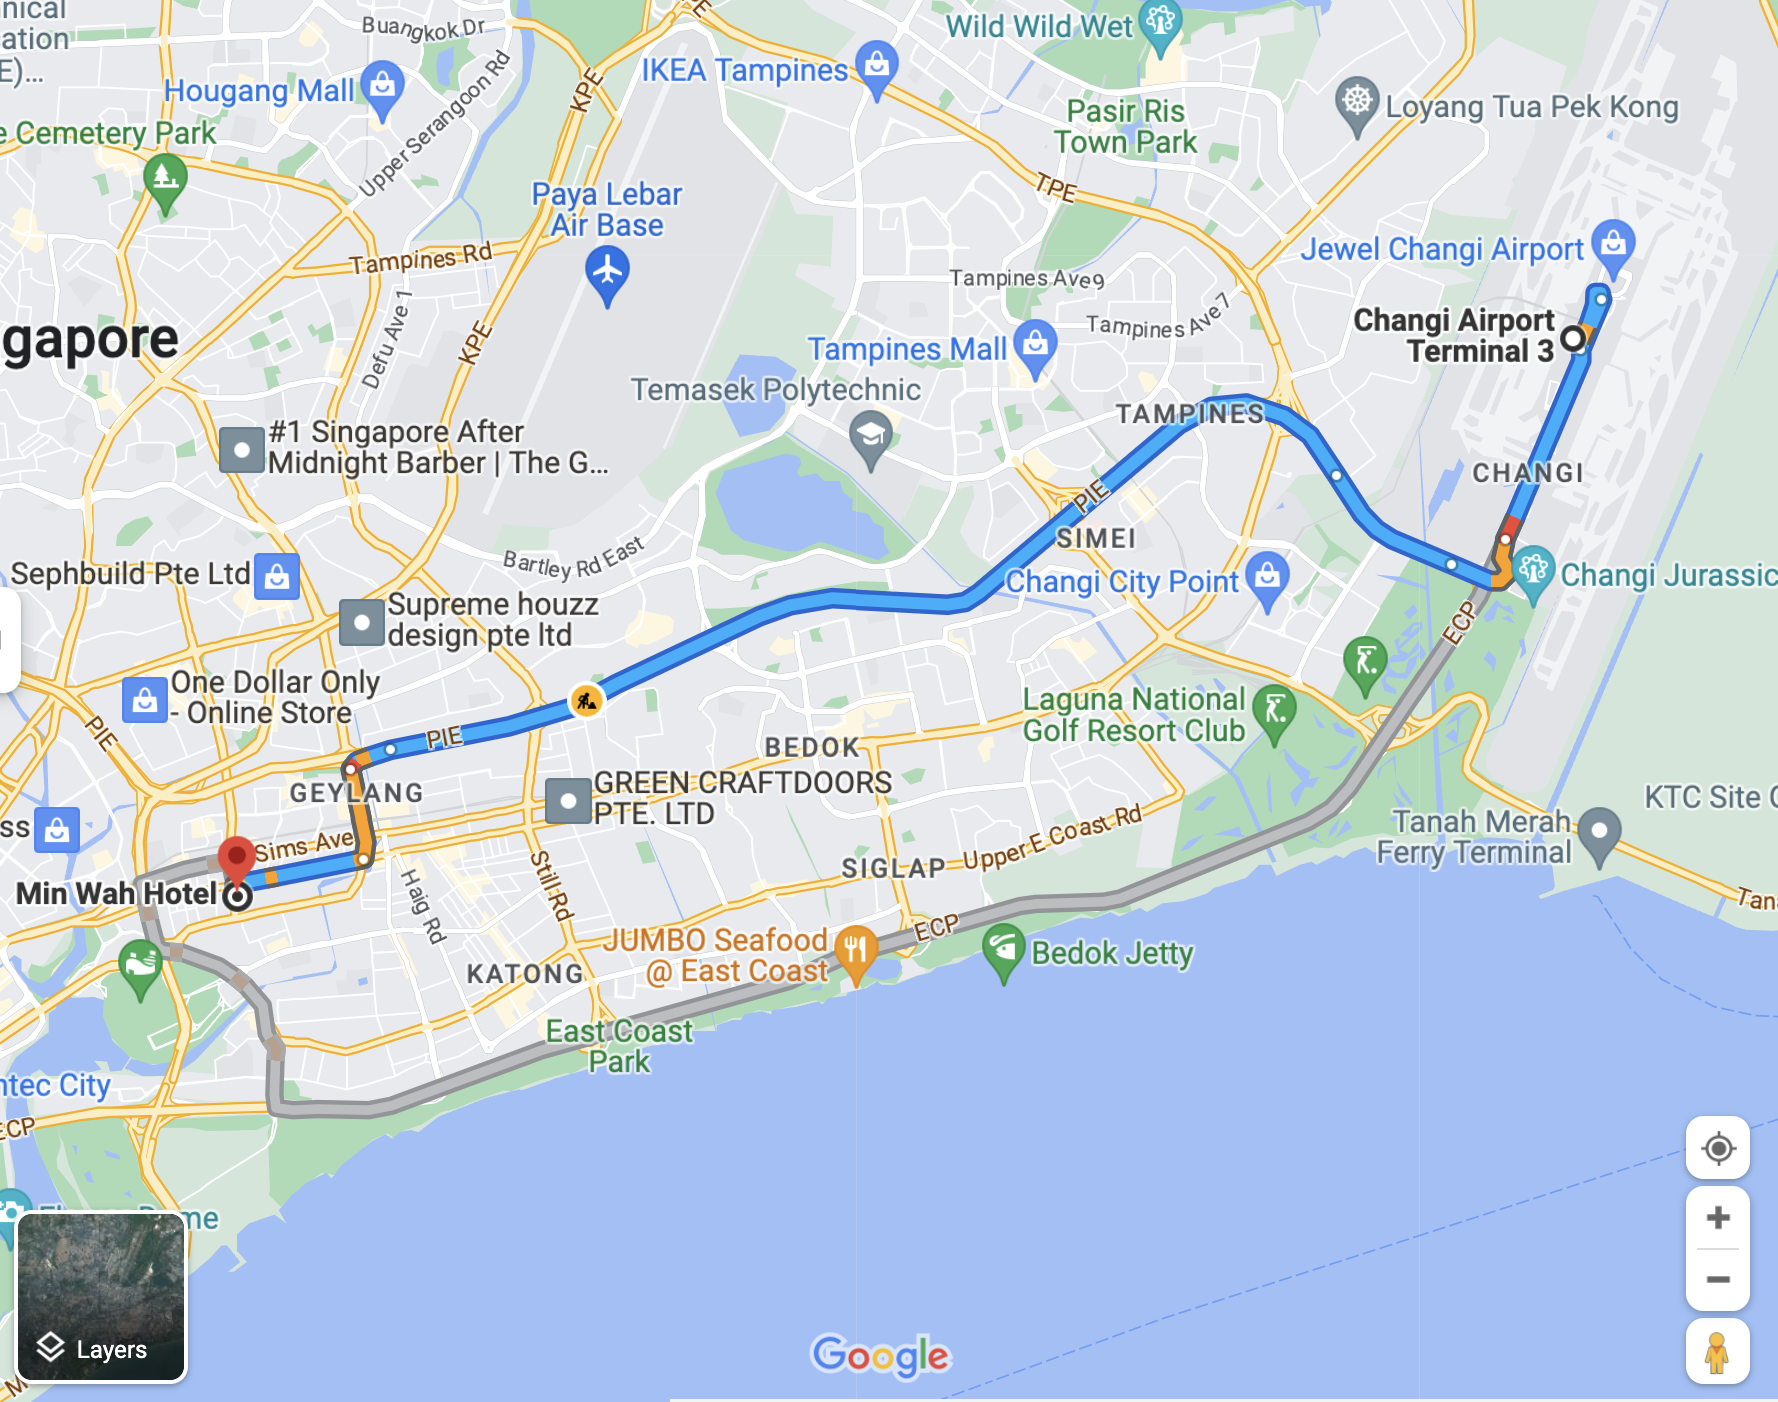 nical
ation
E)...
Buangkok Dr
Wild Wild Wet
Hougang Mall
Upper Serangoon Rd
KPE
IKEA Tampines
Pasir Ris
Town Park
Loyang Tua Pek Kong
e Cemetery Park
Paya Lebar
Air Base
TPE
Tampines Rd
Jewel Changi Airport
Tampines Ave 9
Tampines Ave 7
Defu Ave 1
KPE
gapore
Changi Airport
Terminal 3
Tampines Mall
Temasek Polytechnic
TAMPINES
#1 Singapore After
Midnight Barber | The G...
CHANGI
PIE
SIMEI
Bartley Rd East
Sephbuild Pte Ltd
Changi City Point
Changi Jurassic
Supreme houzz
design pte ltd
ECP
One Dollar Only
- Online Store
PIE
PIE
Laguna National
Golf Resort Club
BEDOK
GEYLANG
GREEN CRAFTDOORS
PTE. LTD
KTC Site
ss
Sims Ave
Upper E Coast Rd
Tanah Merah
Ferry Terminal
SIGLAP
Still Rd
Haig Rd
Min Wah Hotel
Tan
ECP
JUMBO Seafood
@ East Coast
Bedok Jetty
KATONG
East Coast
Park
ntec City
ECP
me
Layers
Google